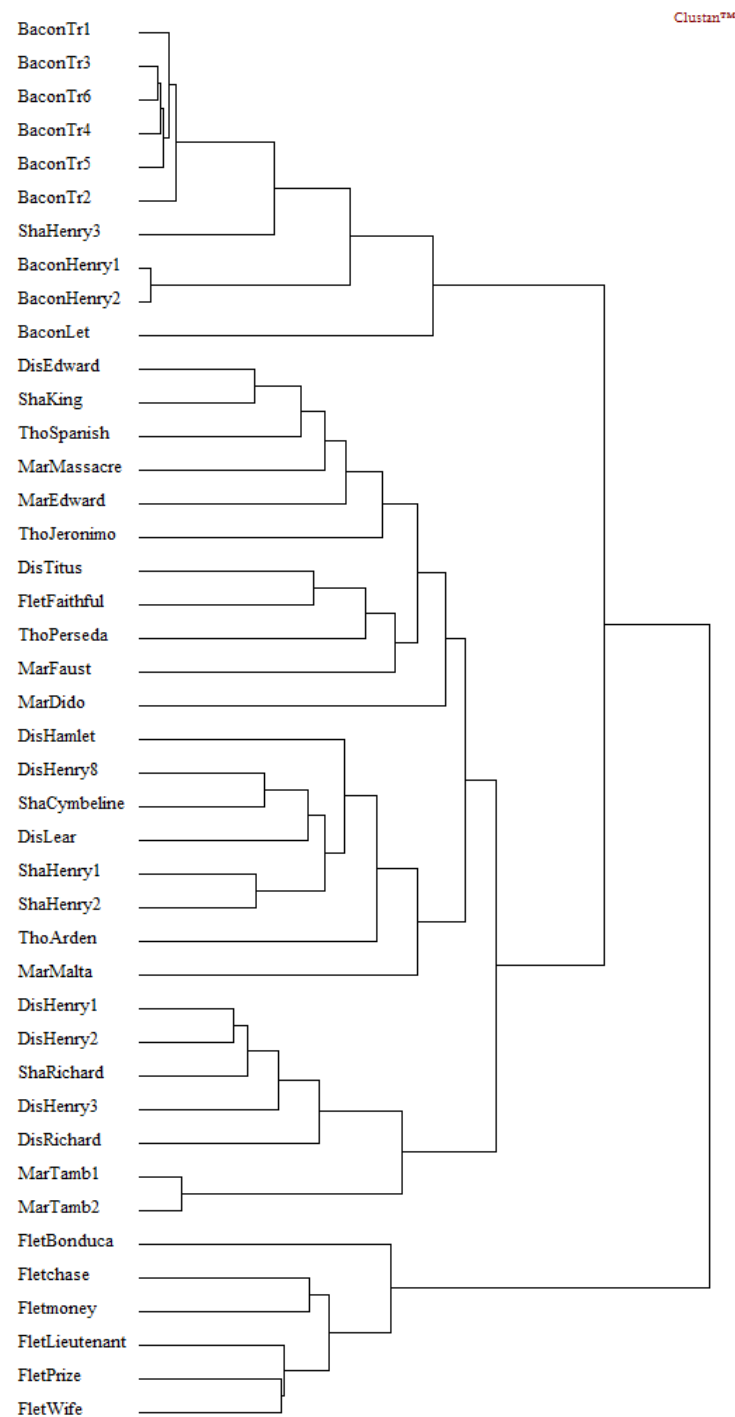 Clustan™
BaconTr1
BaconTr3
BaconTr6
BaconTr4
BaconTr5
BaconTr2
ShaHenry3
BaconHenry1
BaconHenry2
BaconLet
DisEdward
ShaKing
ThoSpanish
MarMassacre
MarEdward
ThoJeronimo
DisTitus
FletFaithful
ThoPerseda
MarFaust
MarDido
DisHamlet
DisHenry8
ShaCymbeline
DisLear
ShaHenry1
ShaHenry2
ThoArden
MarMalta
DisHenry1
DisHenry2
ShaRichard
DisHenry3
DisRichard
MarTamb1
MarTamb2
FletBonduca
Fletchase
Fletmoney
FletLieutenant
FletPrize
FletWife